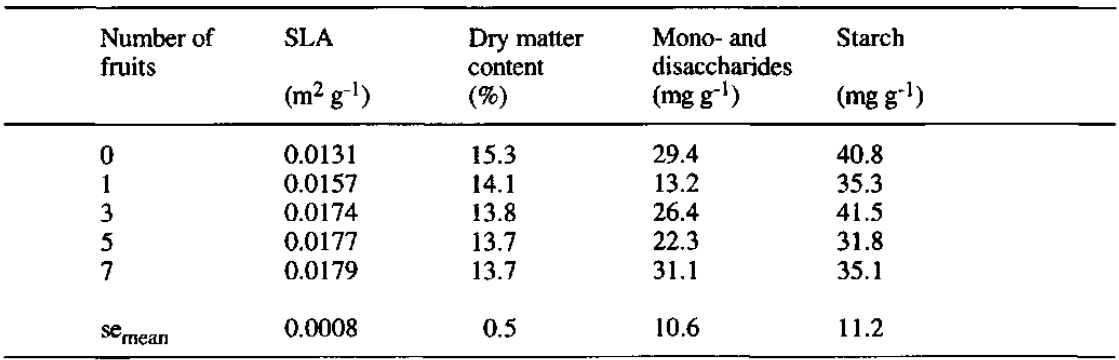 Number of SLA Dry matter Mono- and Starch
fruits content disaccharides
(m² g⁻¹) (%) (mg g⁻¹) (mg g⁻¹)
0 0.0131 15.3 29.4 40.8
1 0.0157 14.1 13.2 35.3
3 0.0174 13.8 26.4 41.5
5 0.0177 13.7 22.3 31.8
7 0.0179 13.7 31.1 35.1
se_mean 0.0008 0.5 10.6 11.2